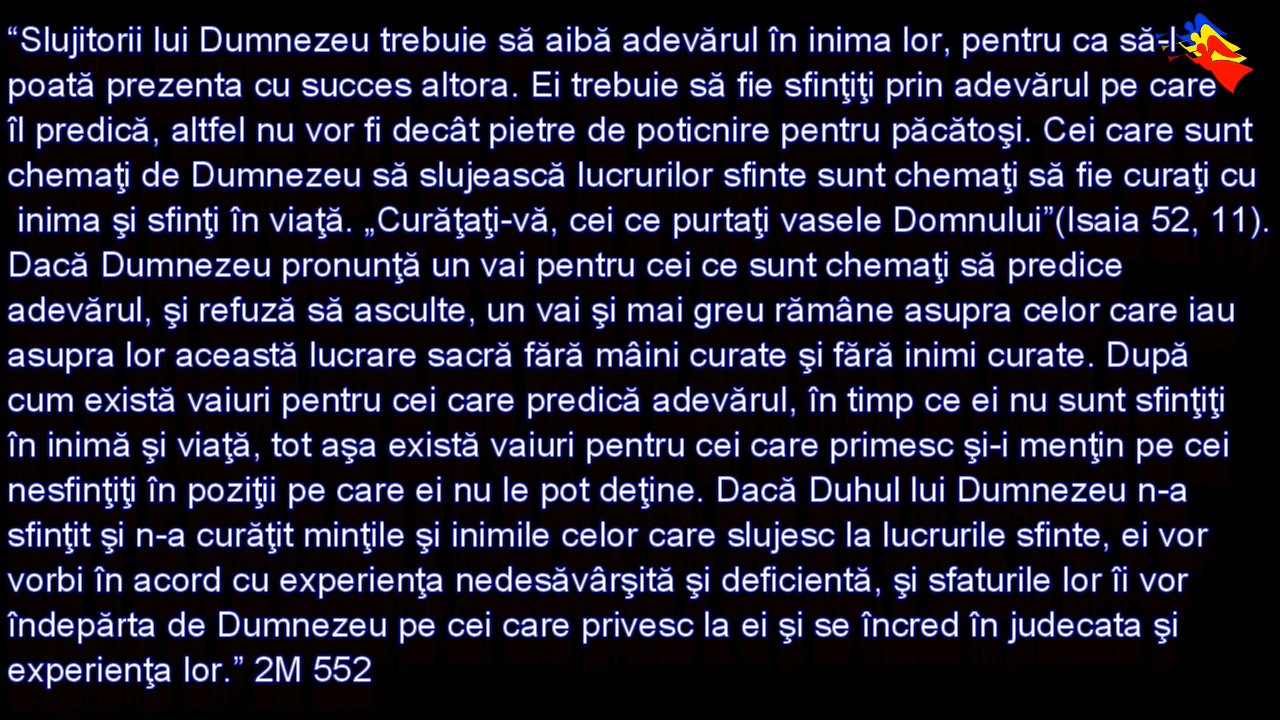 “Slujitorii lui Dumnezeu trebuie să aibă adevărul în inima lor, pentru ca să-l
poată prezenta cu succes altora. Ei trebuie să fie sfinţiţi prin adevărul pe care
îl predică, altfel nu vor fi decât pietre de poticnire pentru păcătoşi. Cei care sunt
chemaţi de Dumnezeu să slujească lucrurilor sfinte sunt chemaţi să fie curaţi cu
inima şi sfinţi în viaţă. „Curăţaţi-vă, cei ce purtaţi vasele Domnului”(Isaia 52, 11).
Dacă Dumnezeu pronunţă un vai pentru cei ce sunt chemaţi să predice
adevărul, şi refuză să asculte, un vai şi mai greu rămâne asupra celor care iau
asupra lor această lucrare sacră fără mâini curate şi fără inimi curate. După
cum există vaiuri pentru cei care predică adevărul, în timp ce ei nu sunt sfinţiţi
în inimă şi viaţă, tot aşa există vaiuri pentru cei care primesc şi-i menţin pe cei
nesfinţiţi în poziţii pe care ei nu le pot deţine. Dacă Duhul lui Dumnezeu n-a
sfinţit şi n-a curăţit minţile şi inimile celor care slujesc la lucrurile sfinte, ei vor
vorbi în acord cu experienţa nedesăvârşită şi deficientă, şi sfaturile lor îi vor
îndepărta de Dumnezeu pe cei care privesc la ei şi se încred în judecata şi
experienţa lor.” 2M 552